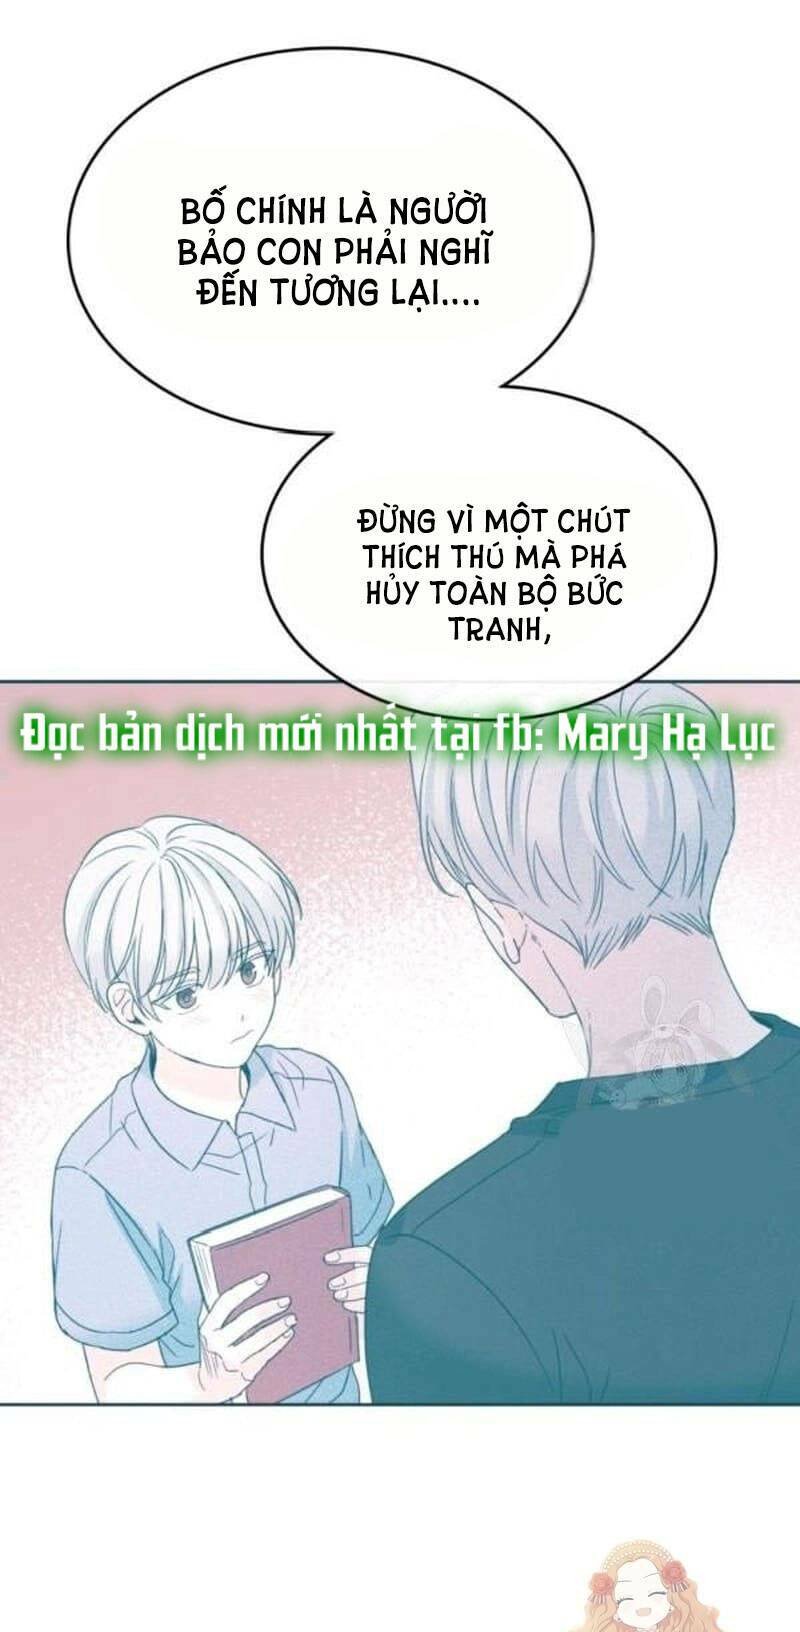 BỐ CHÍNH LÀ NGƯỜI
BẢO CON PHẢI NGHĨ
ĐẾN TƯƠNG LẠI....
ĐỪNG VÌ MỘT CHÚT
THÍCH THÚ MÀ PHÁ
HỦY TOÀN BỘ BỨC
TRANH,
Đọc bản dịch mới nhất tại fb: Mary Hạ Lục